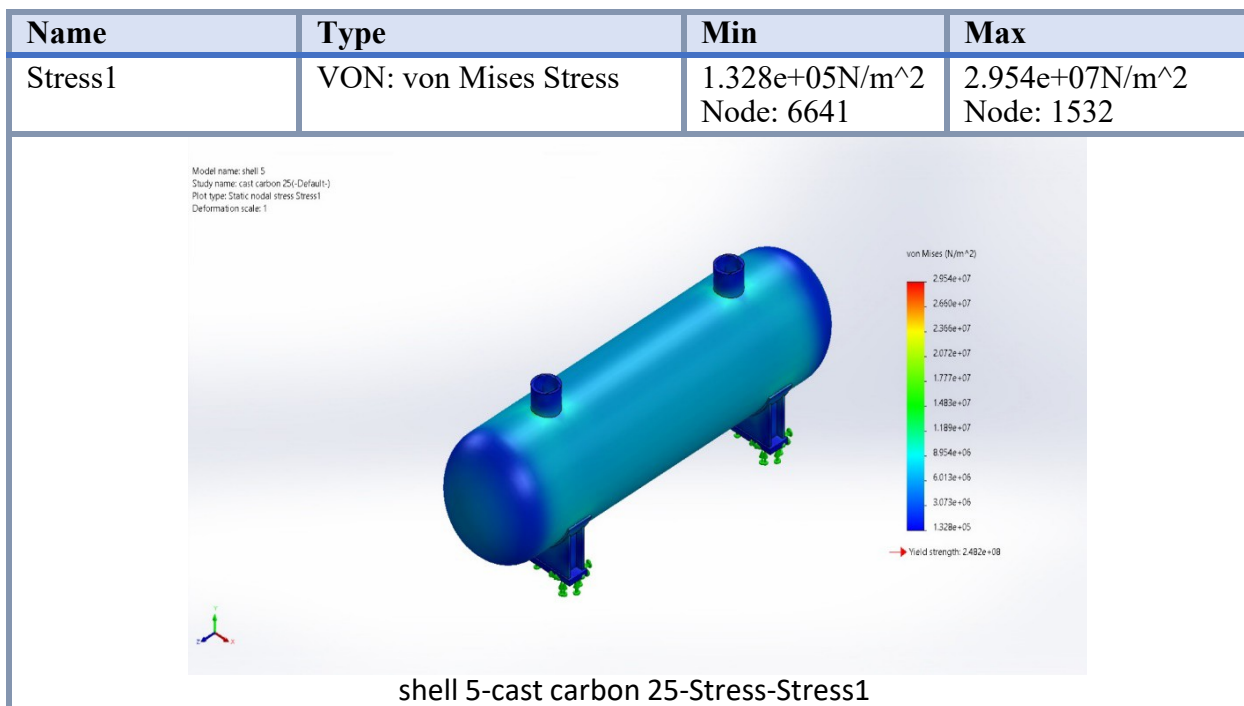 Name Type Min Max
Stress1 VON: von Mises Stress 1.328e+05N/m^2 2.954e+07N/m^2
Node: 6641 Node: 1532
Model name: shell 5
Study name: cast carbon 25(-Default-)
Plot type: Static nodal stress Stress1
Deformation scale: 1
von Mises (N/m^2)
2.954e+07
2.660e+07
2.366e+07
2.072e+07
1.777e+07
1.483e+07
1.189e+07
8.954e+06
6.013e+06
3.073e+06
1.328e+05
Yield strength: 2.482e+08
Y
Z
X
shell 5-cast carbon 25-Stress-Stress1